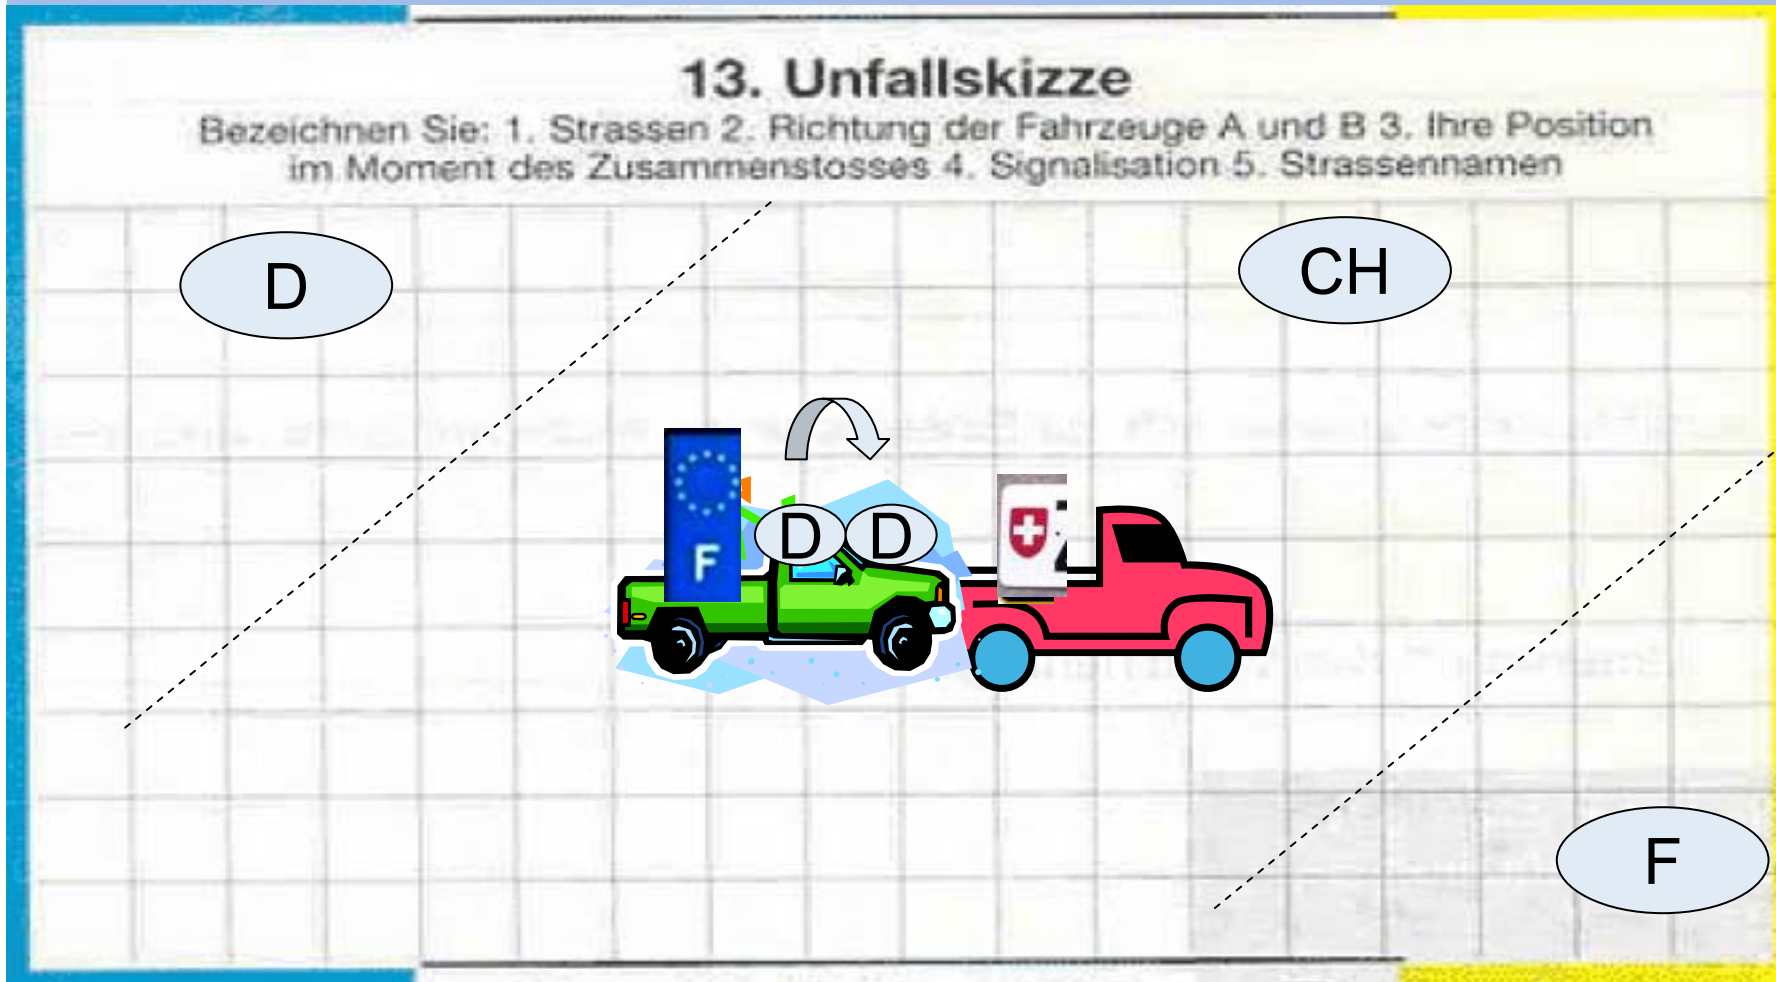 13. Unfallskizze
Bezeichnen Sie: 1. Strassen 2. Richtung der Fahrzeuge A und B 3. Ihre Position
im Moment des Zusammenstosses 4. Signalisation 5. Strassennamen
D
CH
D D
F
F